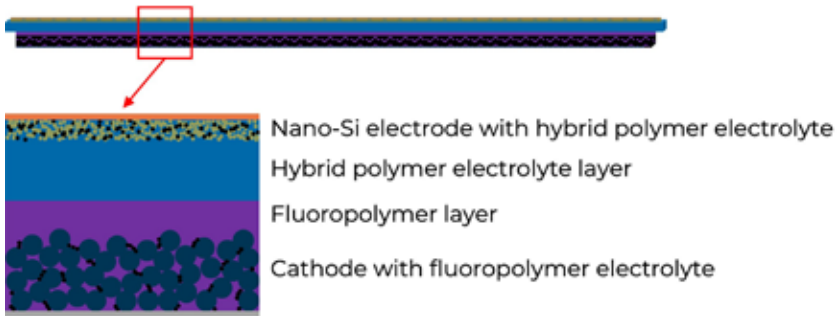 Nano-Si electrode with hybrid polymer electrolyte
Hybrid polymer electrolyte layer
Fluoropolymer layer
Cathode with fluoropolymer electrolyte